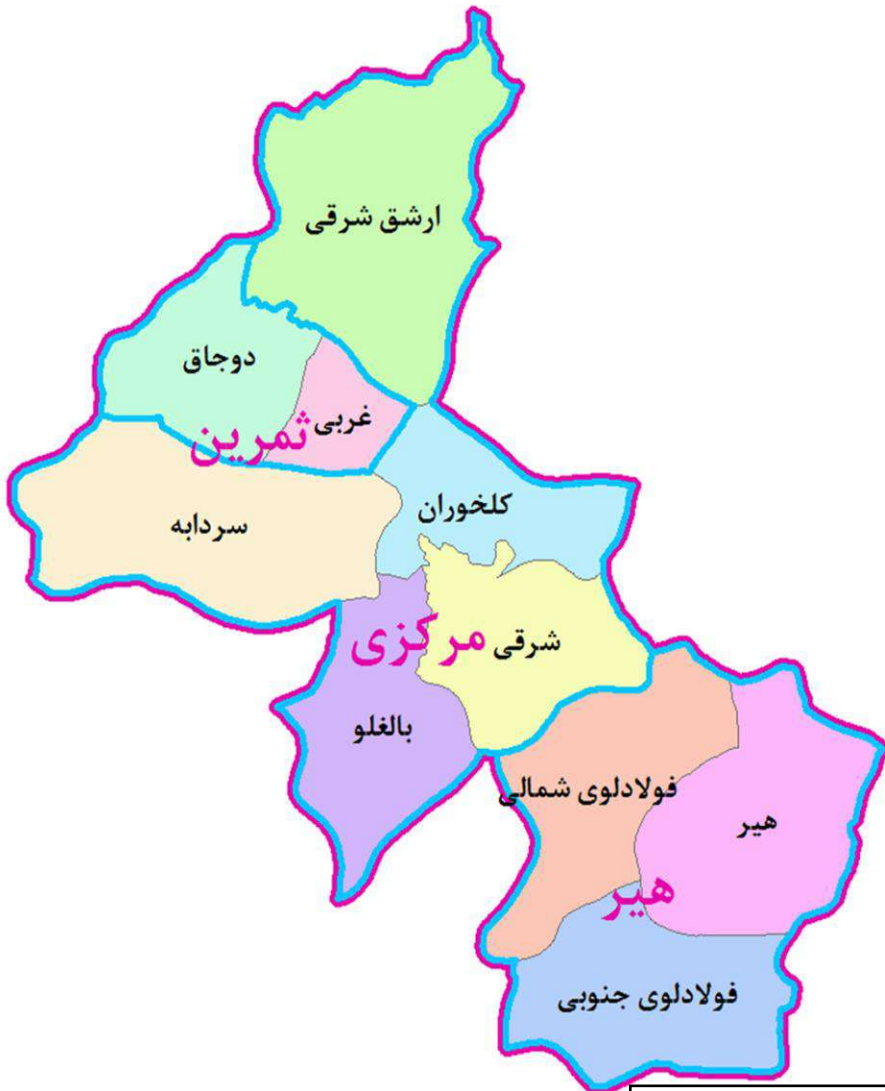 ارشق شرقی
دوجاق
غربی
ثمرین
کلخوران
سردابه
شرقی
مرکزی
بالغلو
فولادلوی شمالی
هیر
هیر
فولادلوی جنوبی